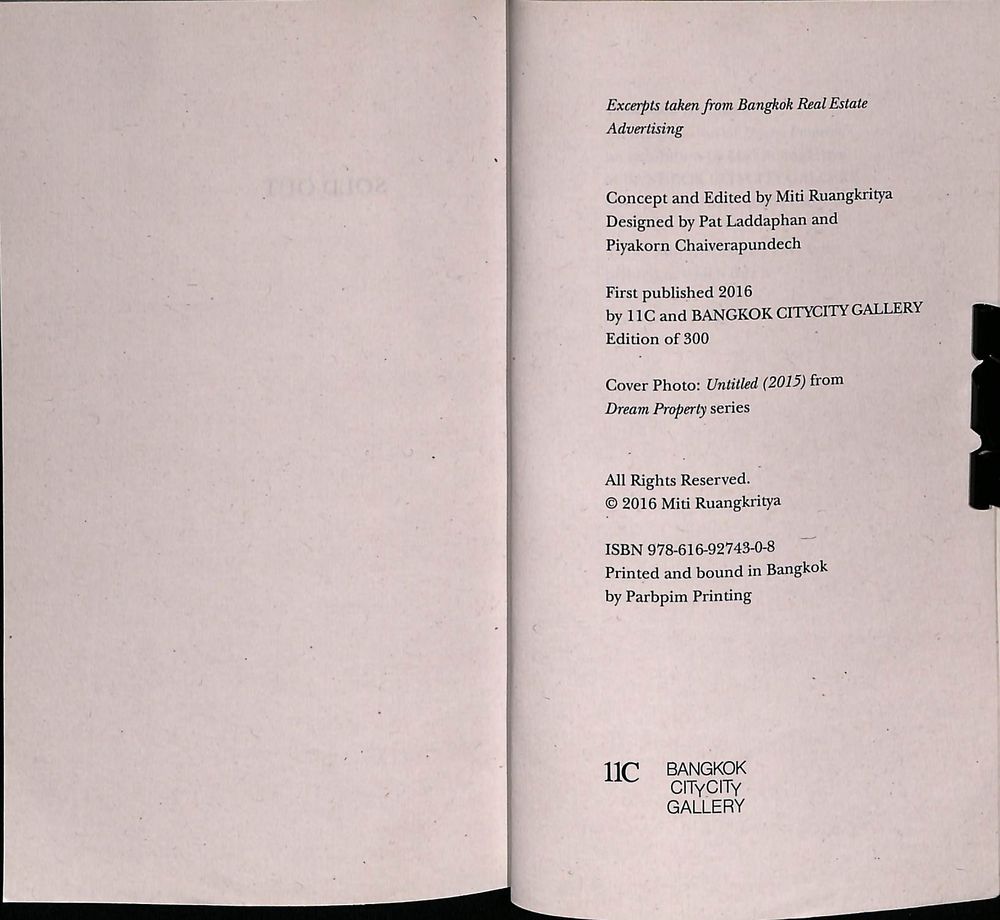 SOLD OUT
Excerpts taken from Bangkok Real Estate
Advertising
Concept and Edited by Miti Ruangkritya
Designed by Pat Laddaphan and
Piyakorn Chaiverapundech
First published 2016
by 11C and BANGKOK CITYCITY GALLERY
Edition of 300
Cover Photo: Untitled (2015) from
Dream Property series
All Rights Reserved.
© 2016 Miti Ruangkritya
ISBN 978-616-92743-0-8
Printed and bound in Bangkok
by Parbpim Printing
11C
BANGKOK
CITyCITy
GALLERY